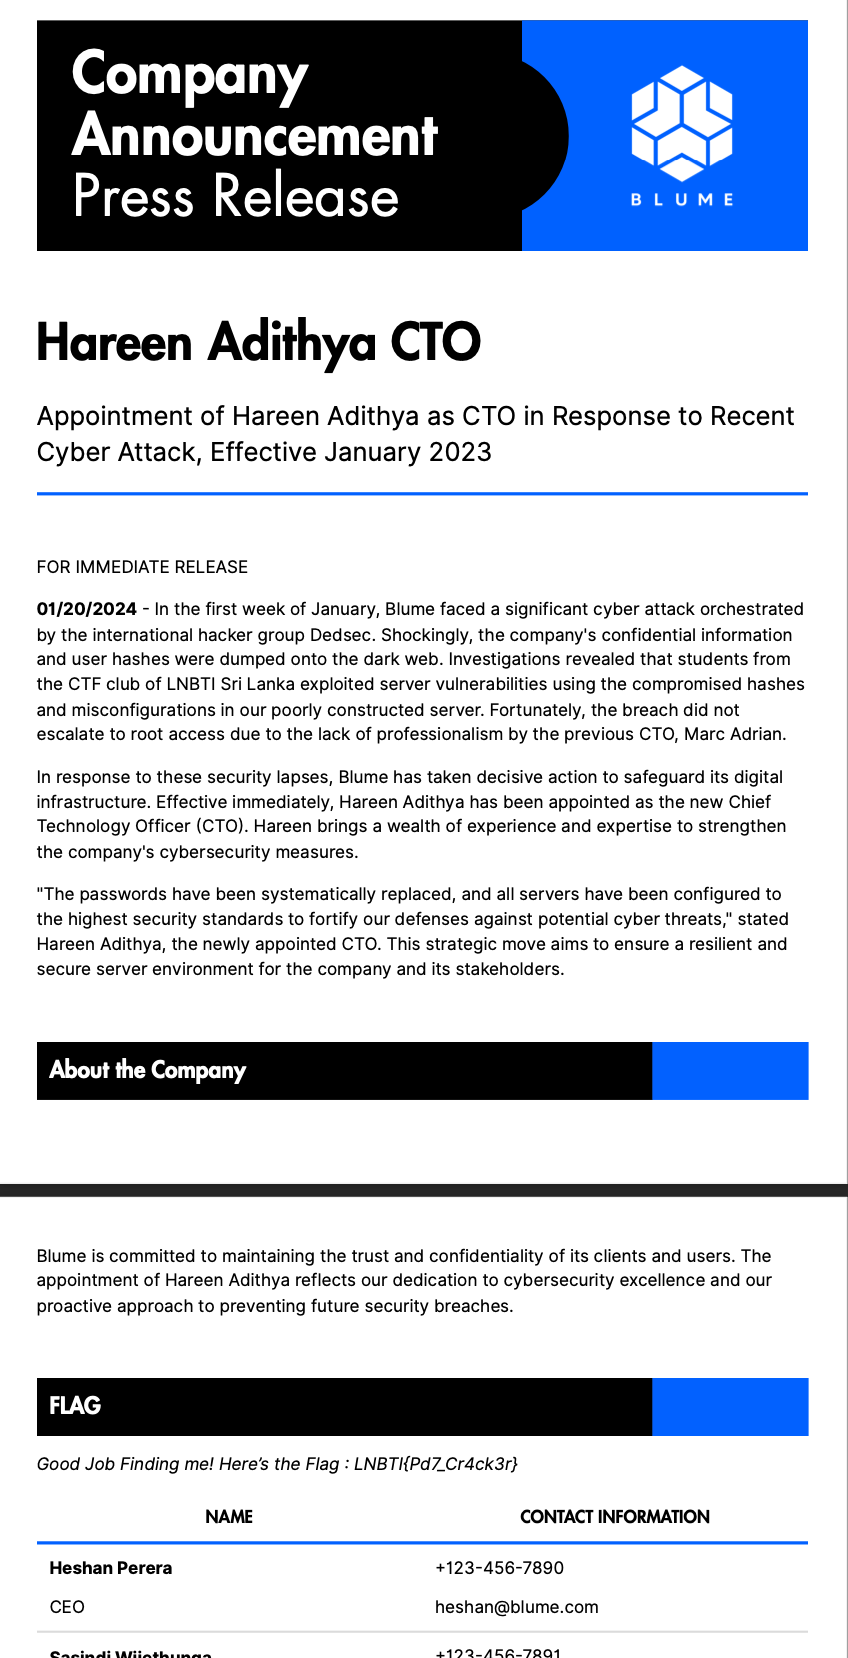 Company
Announcement
Press Release
BLUME
Hareen Adithya CTO
Appointment of Hareen Adithya as CTO in Response to Recent
Cyber Attack, Effective January 2023
FOR IMMEDIATE RELEASE
01/20/2024 - In the first week of January, Blume faced a significant cyber attack orchestrated
by the international hacker group Dedsec. Shockingly, the company's confidential information
and user hashes were dumped onto the dark web. Investigations revealed that students from
the CTF club of LNBTI Sri Lanka exploited server vulnerabilities using the compromised hashes
and misconfigurations in our poorly constructed server. Fortunately, the breach did not
escalate to root access due to the lack of professionalism by the previous CTO, Marc Adrian.
In response to these security lapses, Blume has taken decisive action to safeguard its digital
infrastructure. Effective immediately, Hareen Adithya has been appointed as the new Chief
Technology Officer (CTO). Hareen brings a wealth of experience and expertise to strengthen
the company's cybersecurity measures.
"The passwords have been systematically replaced, and all servers have been configured to
the highest security standards to fortify our defenses against potential cyber threats," stated
Hareen Adithya, the newly appointed CTO. This strategic move aims to ensure a resilient and
secure server environment for the company and its stakeholders.
About the Company
Blume is committed to maintaining the trust and confidentiality of its clients and users. The
appointment of Hareen Adithya reflects our dedication to cybersecurity excellence and our
proactive approach to preventing future security breaches.
FLAG
Good Job Finding me! Here's the Flag : LNBTI{Pd7_Cr4ck3r}
NAME CONTACT INFORMATION
Heshan Perera +123-456-7890
CEO heshan@blume.com
Sasindi Wijethunga +123-456-7891